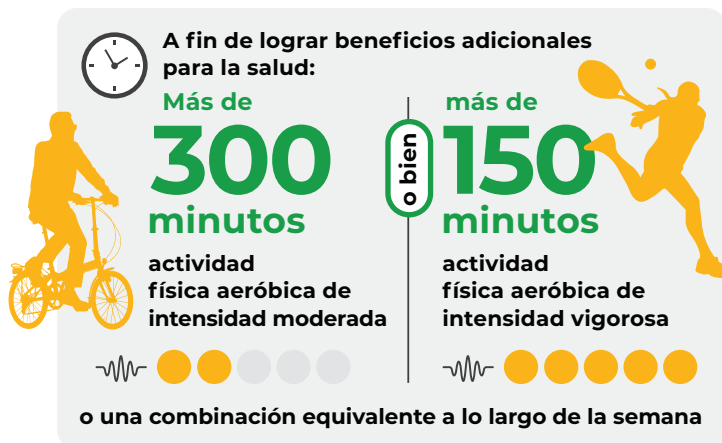 A fin de lograr beneficios adicionales
para la salud:
Más de
300
minutos
actividad
física aeróbica de
intensidad moderada
o bien
más de
150
minutos
actividad
física aeróbica de
intensidad vigorosa
o una combinación equivalente a lo largo de la semana